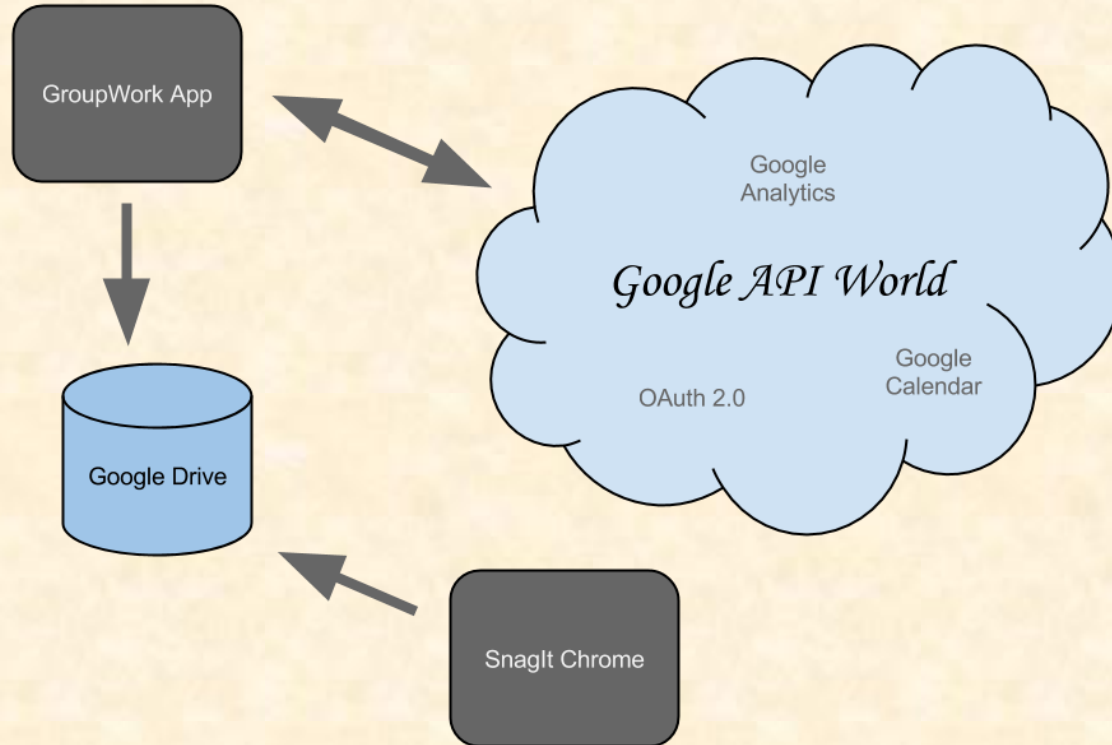 GroupWork App
Google
Analytics
Google API World
Google
Calendar
OAuth 2.0
Google Drive
SnagIt Chrome